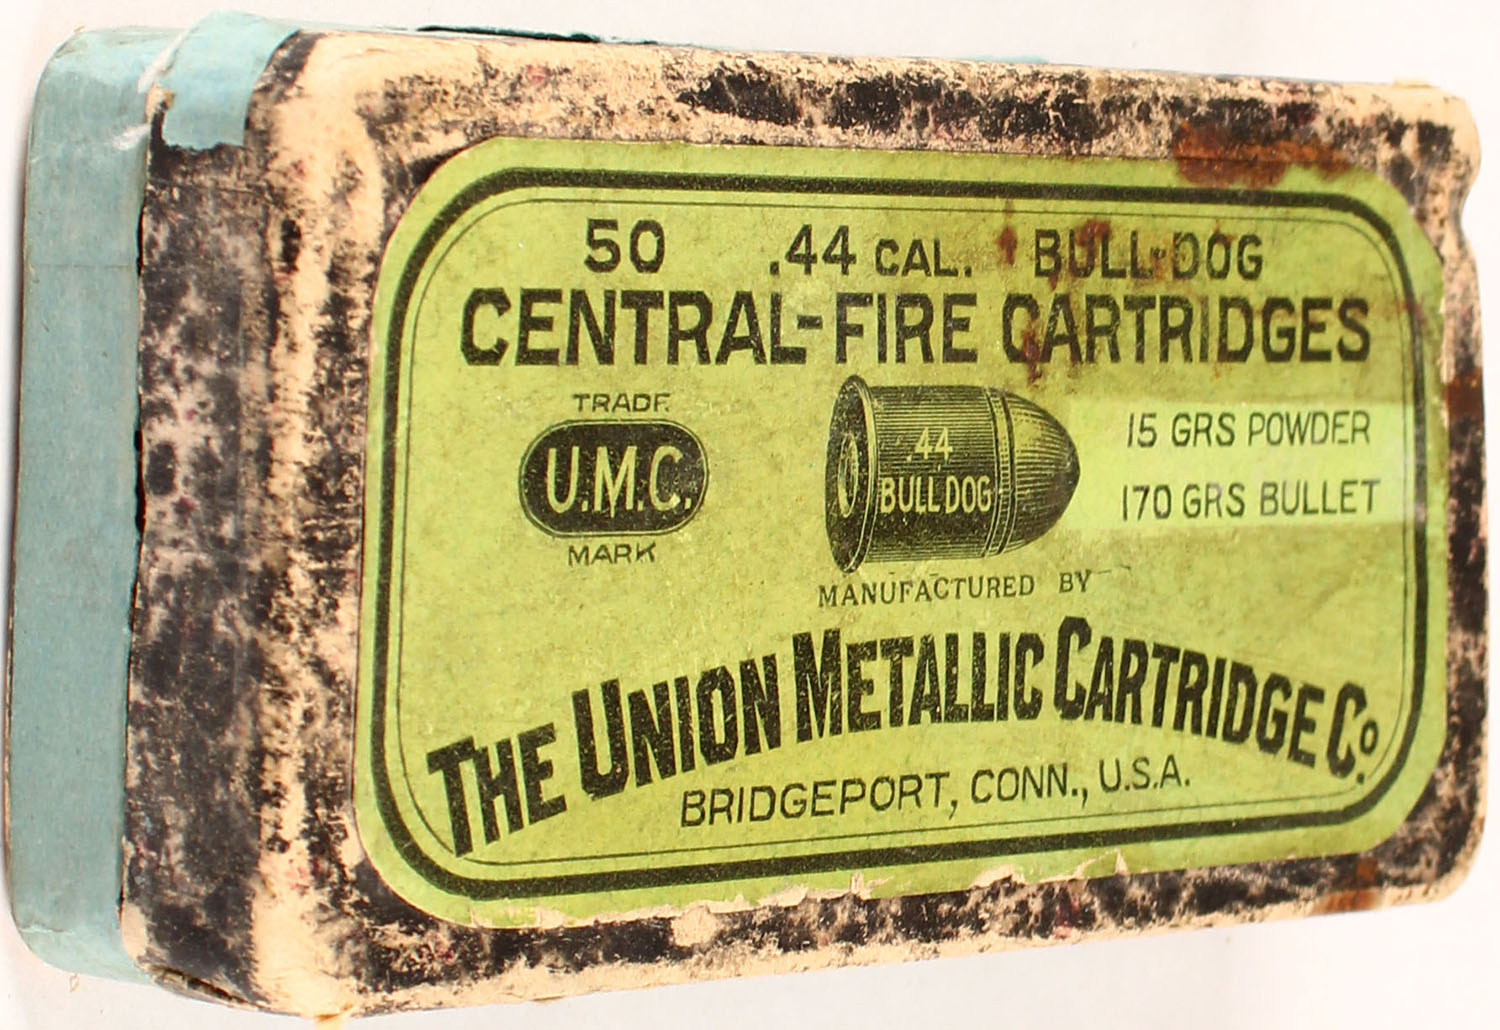 50 .44 CAL. BULL-DOG
CENTRAL-FIRE CARTRIDGES
TRADE
U.M.C.
MARK
.44
BULL DOG
15 GRS POWDER
170 GRS BULLET
MANUFACTURED BY
THE UNION METALLIC CARTRIDGE CO.
BRIDGEPORT, CONN., U.S.A.